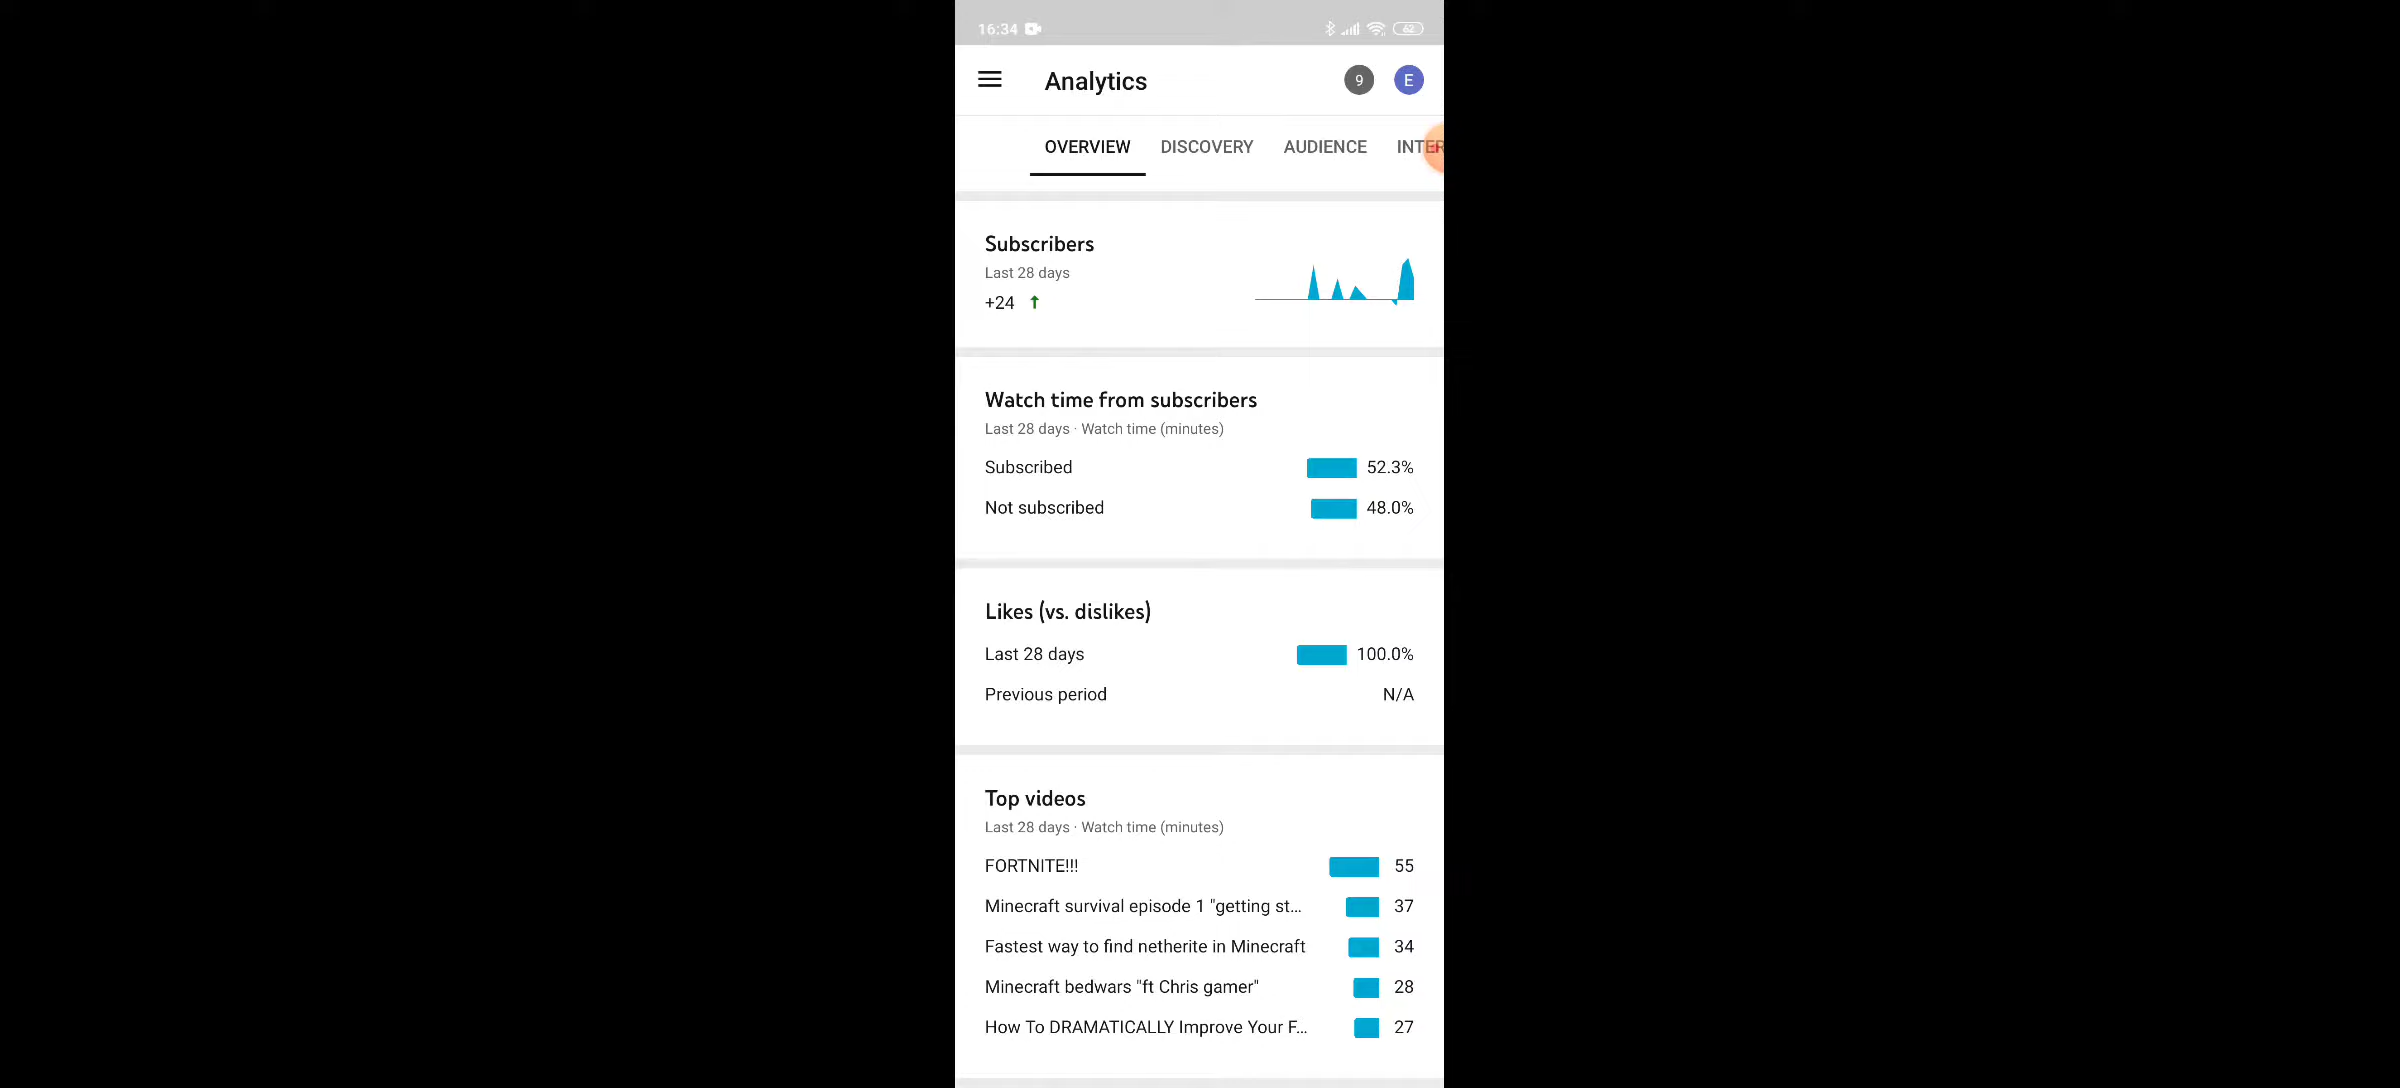 16:34
62
Analytics
9
E
OVERVIEW DISCOVERY AUDIENCE INTER
Subscribers
Last 28 days
+24
Watch time from subscribers
Last 28 days · Watch time (minutes)
Subscribed 52.3%
Not subscribed 48.0%
Likes (vs. dislikes)
Last 28 days 100.0%
Previous period N/A
Top videos
Last 28 days · Watch time (minutes)
FORTNITE!!! 55
Minecraft survival episode 1 "getting st... 37
Fastest way to find netherite in Minecraft 34
Minecraft bedwars "ft Chris gamer" 28
How To DRAMATICALLY Improve Your F... 27